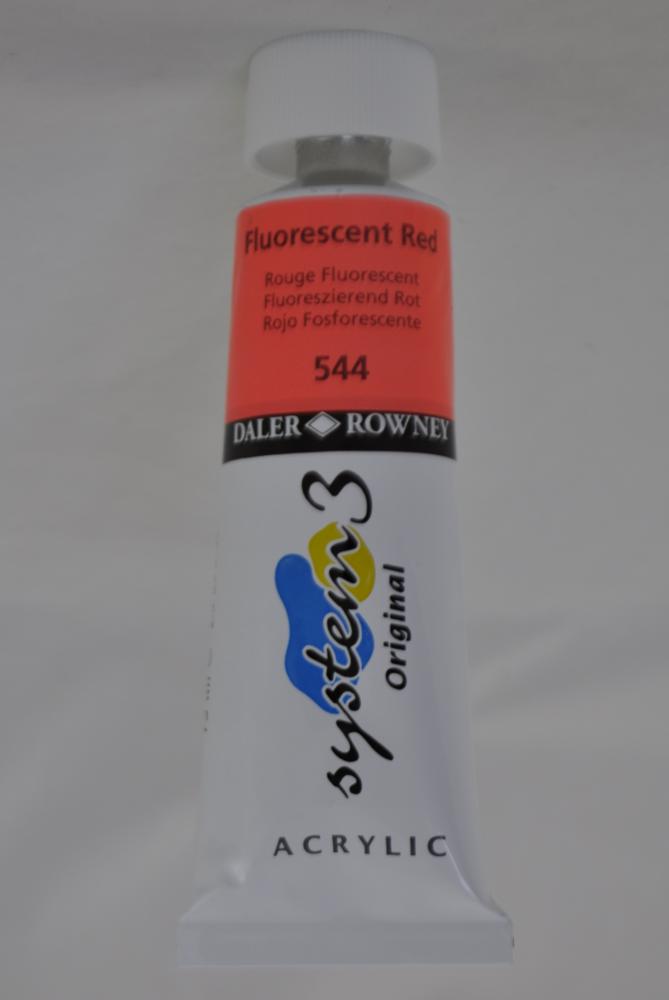 Fluorescent Red
Rouge Fluorescent
Fluoreszierend Rot
Rojo Fosforescente
544
DALER ROWNEY
system 3
Original
ACRYLIC